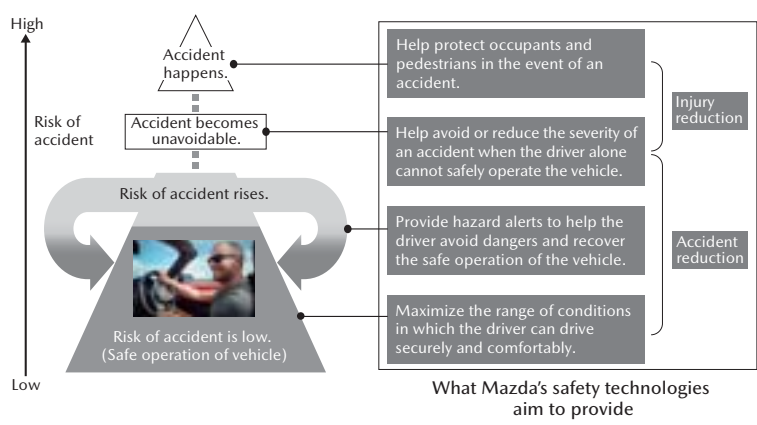 High
Risk of
accident
Low
Accident
happens.
Accident becomes
unavoidable.
Risk of accident rises.
Risk of accident is low.
(Safe operation of vehicle)
Help protect occupants and
pedestrians in the event of an
accident.
Help avoid or reduce the severity of
an accident when the driver alone
cannot safely operate the vehicle.
Provide hazard alerts to help the
driver avoid dangers and recover
the safe operation of the vehicle.
Maximize the range of conditions
in which the driver can drive
securely and comfortably.
Injury
reduction
Accident
reduction
What Mazda’s safety technologies
aim to provide